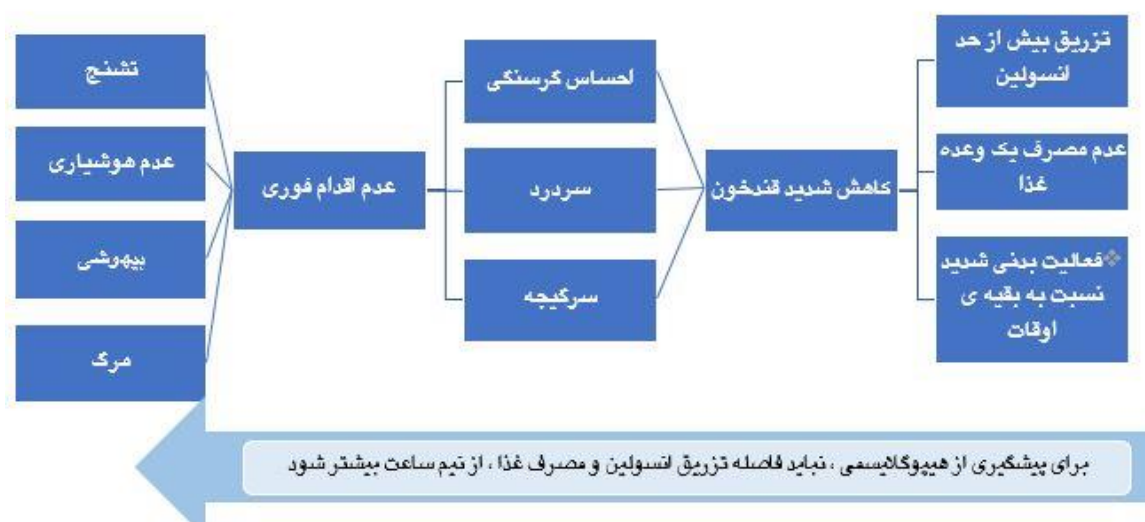 تزریق بیش از حد
انسولین
عدم مصرف یک وعده
غذا
❖فعالیت بدنی شدید
نسبت به بقیه ی
اوقات
کاهش شدید قندخون
احساس گرسنگی
سردرد
سرگیجه
عدم اقدام فوری
تشنج
عدم هوشیاری
بیهوشی
مرگ
برای پیشگیری از هیپوگلایسمی ، نباید فاصله تزریق انسولین و مصرف غذا ، از نیم ساعت بیشتر شود